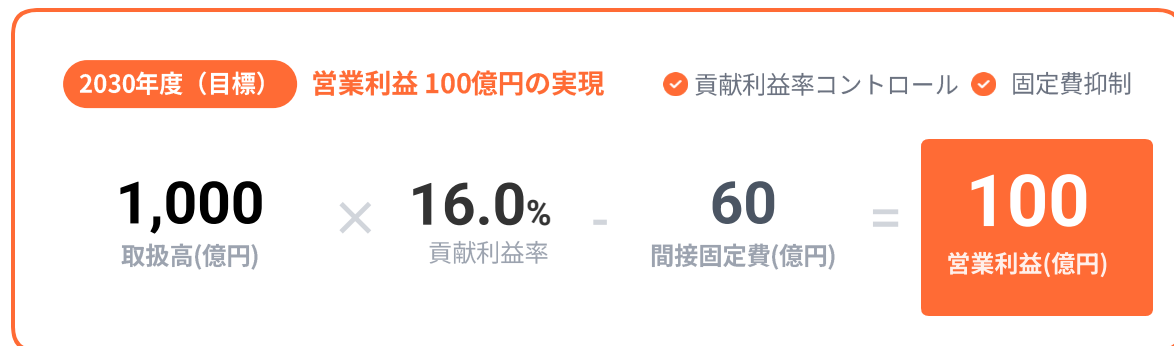 2030年度（目標） 営業利益 100億円の実現 貢献利益率コントロール 固定費抑制
1,000 × 16.0% - 60 = 100
取扱高(億円) 貢献利益率 間接固定費(億円) 営業利益(億円)